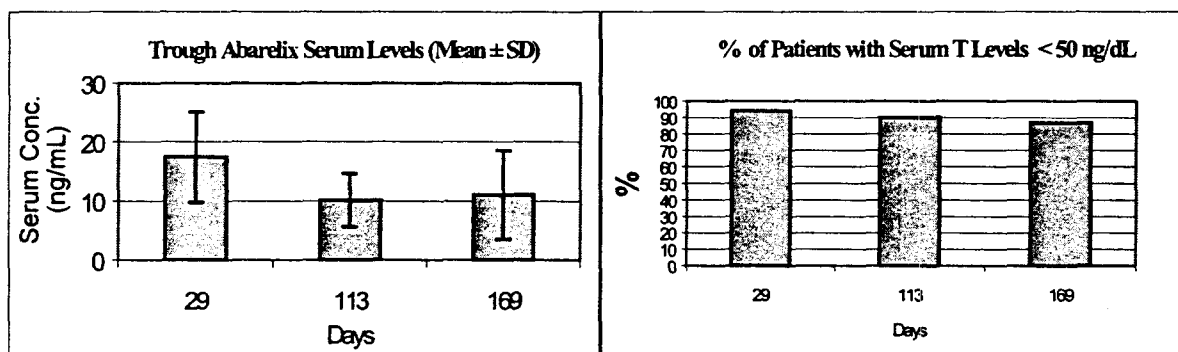 Trough Abarelix Serum Levels (Mean ± SD)
Serum Conc.
(ng/mL)
30
20
10
0
29 113 169
Days
% of Patients with Serum T Levels < 50 ng/dL
%
100
90
80
70
60
50
40
30
20
10
0
29 113 169
Days